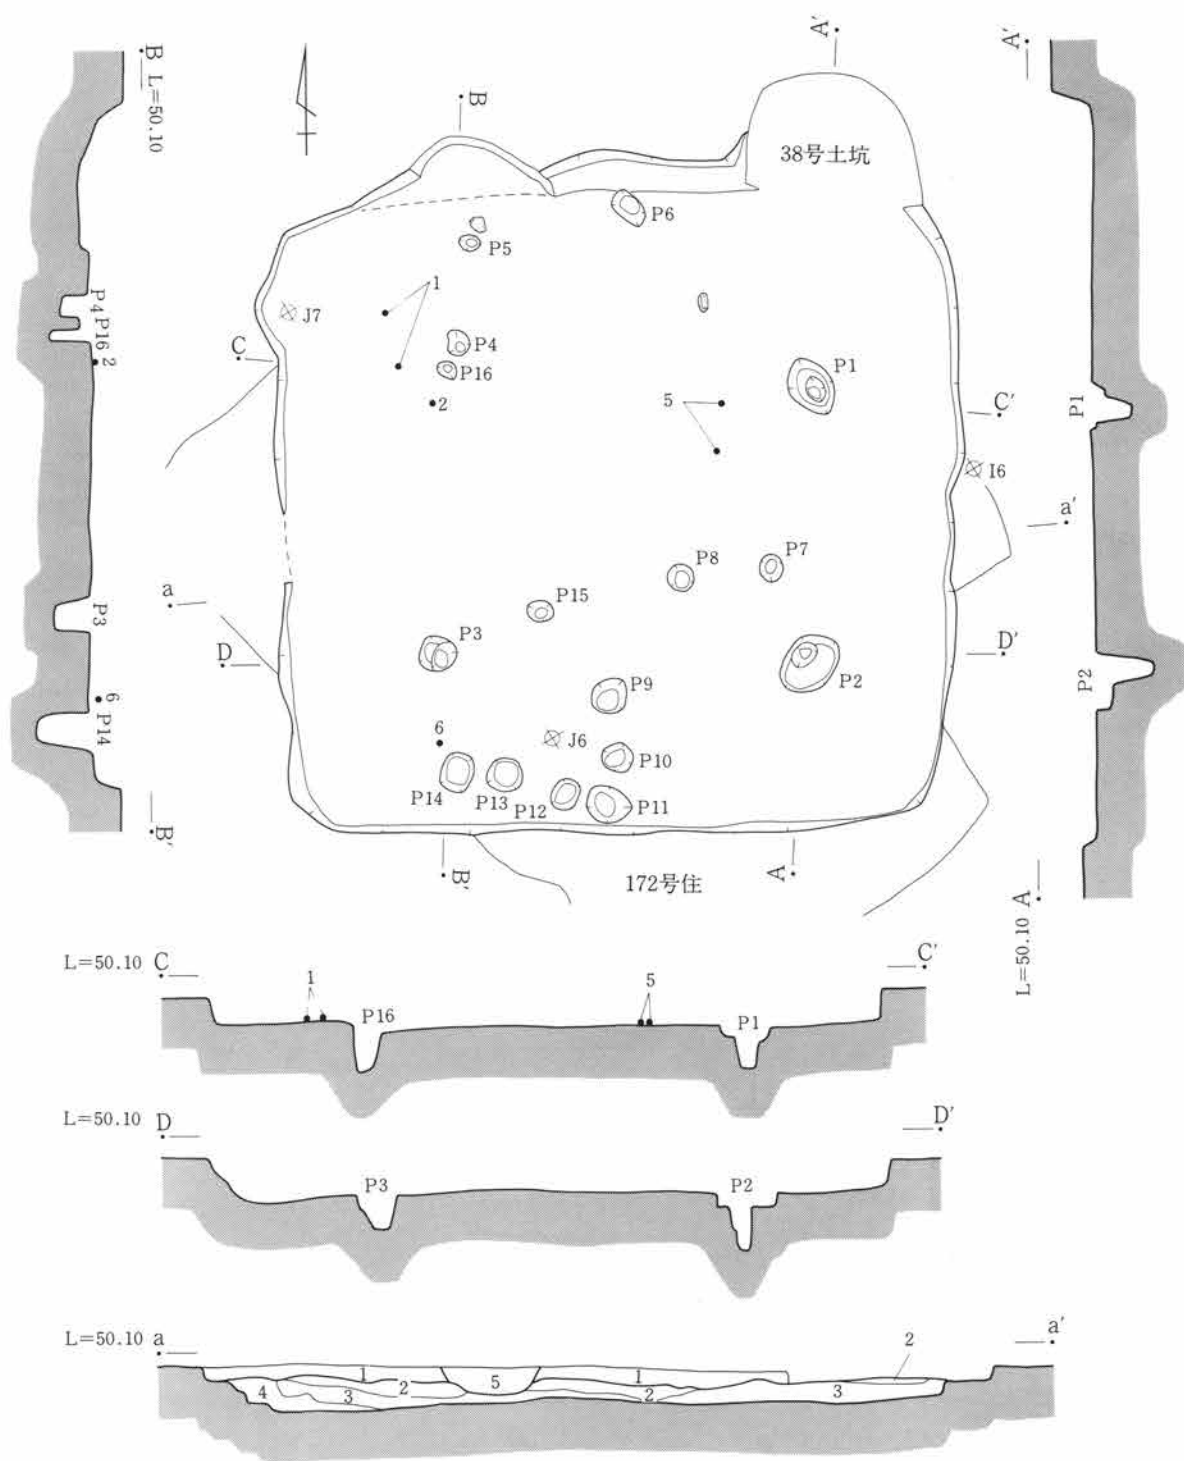 B
L=50.10
P4
P16
2
P3
6
P14
B'
A'
B
38号土坑
P6
P5
1
J7
C
P4
P16
2
5
P1
C'
I6
a'
a
P8
P7
P15
D
P3
D'
P2
P9
6
J6
P10
P14
P13
P12
P11
B'
172号住
A
A'
P1
P2
A
L=50.10
L=50.10 C
C'
1
5
P16
P1
L=50.10 D
D'
P3
P2
L=50.10 a
a'
2
1
1
5
2
2
3
3
4